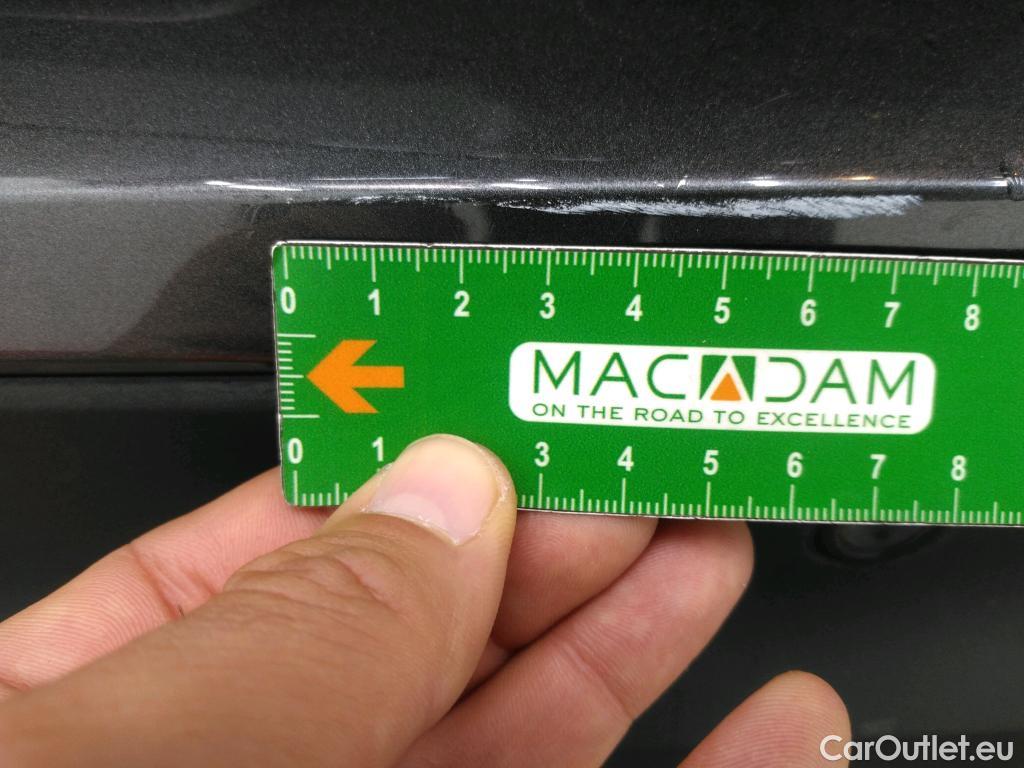 0 1 2 3 4 5 6 7 8
MACADAM
ON THE ROAD TO EXCELLENCE
0 1 3 4 5 6 7 8
CarOutlet.eu